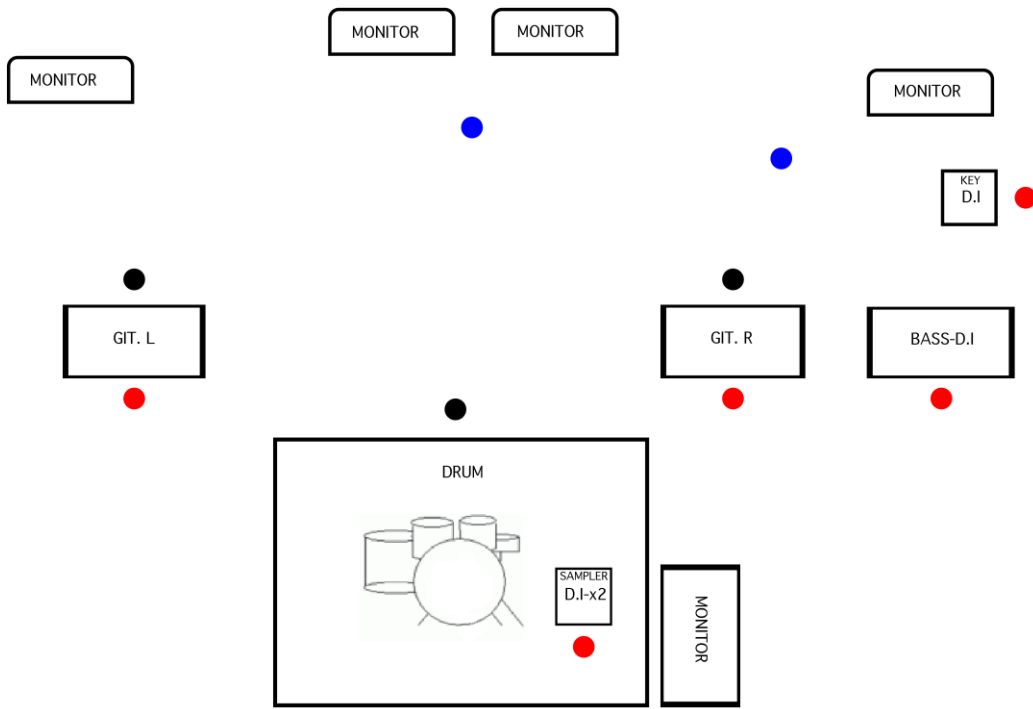 MONITOR
MONITOR
MONITOR
MONITOR
KEY
D.I
GIT. L
GIT. R
BASS-D.I
DRUM
SAMPLER
D.I-x2
MONITOR